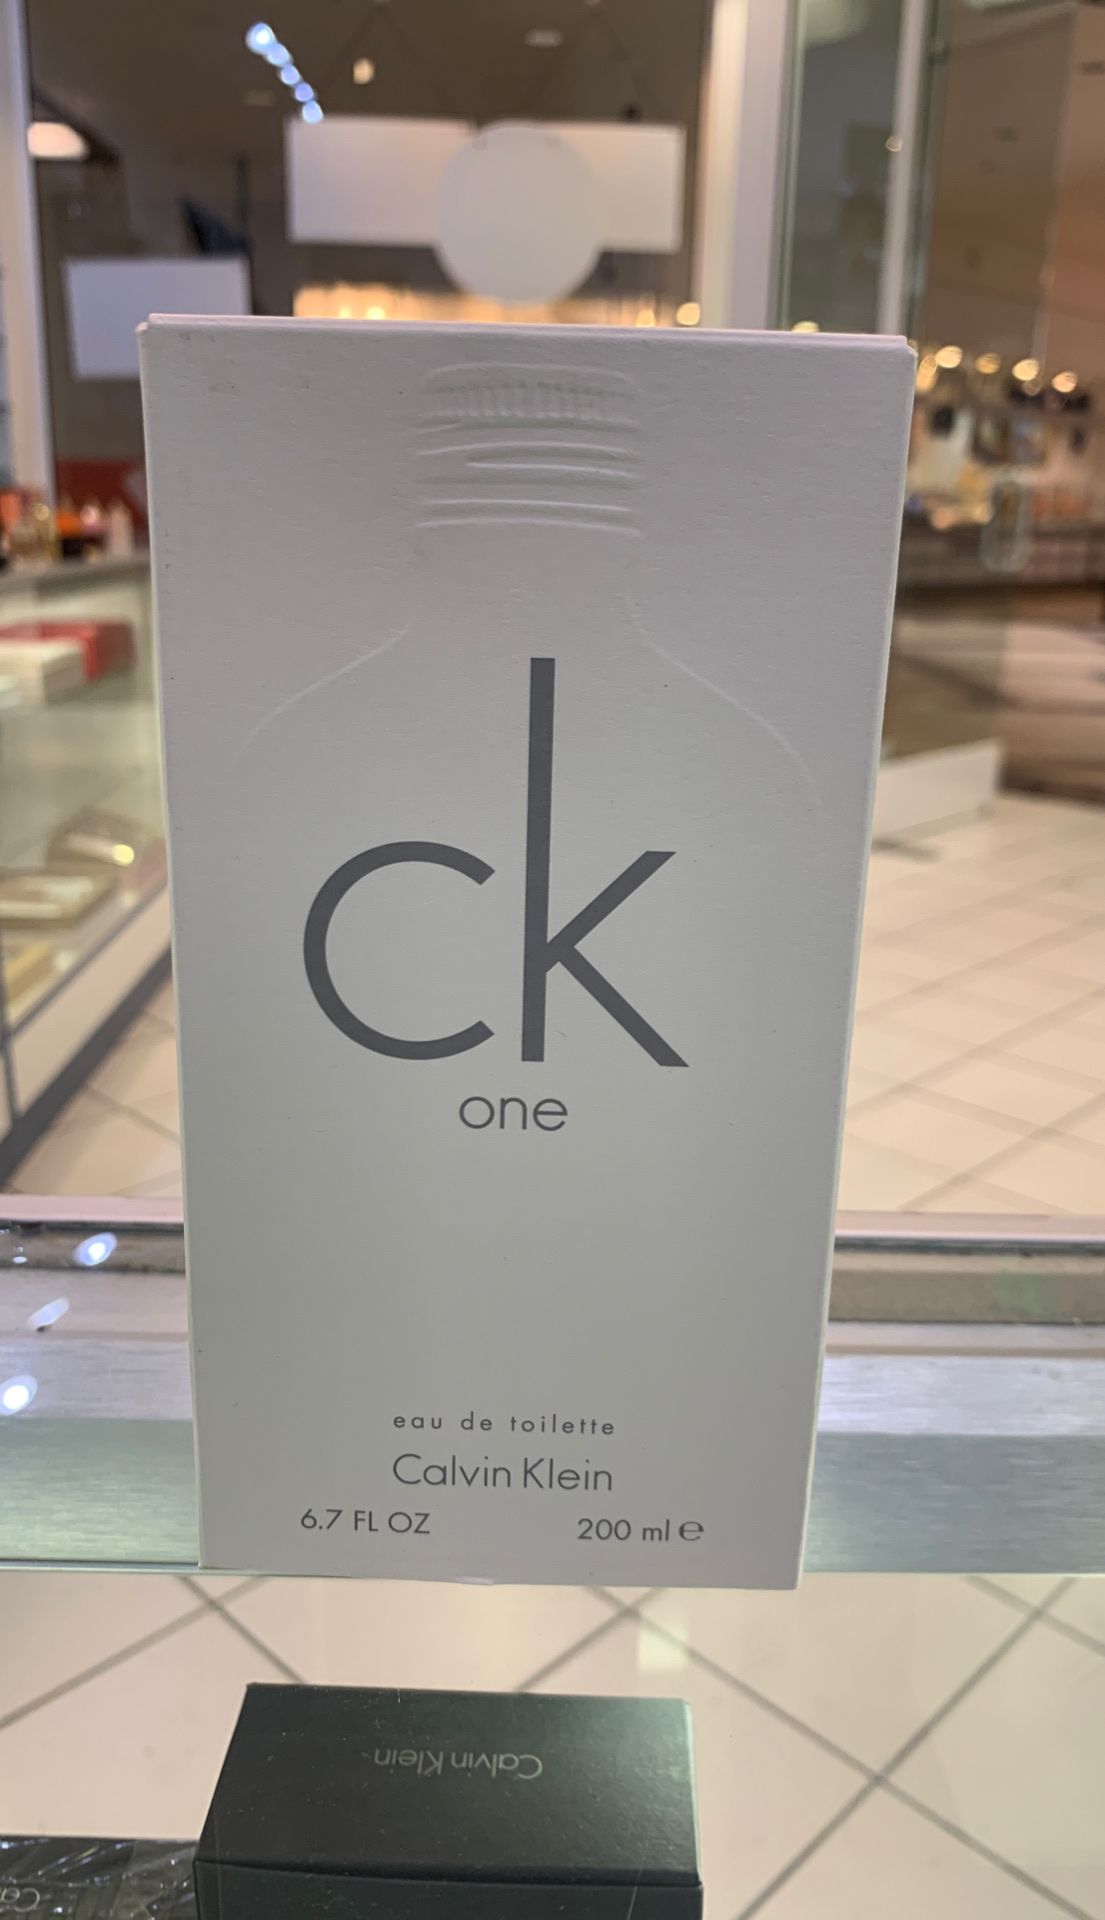 ck
one
eau de toilette
Calvin Klein
6.7 FL OZ 200 ml ℮
Calvin Klein